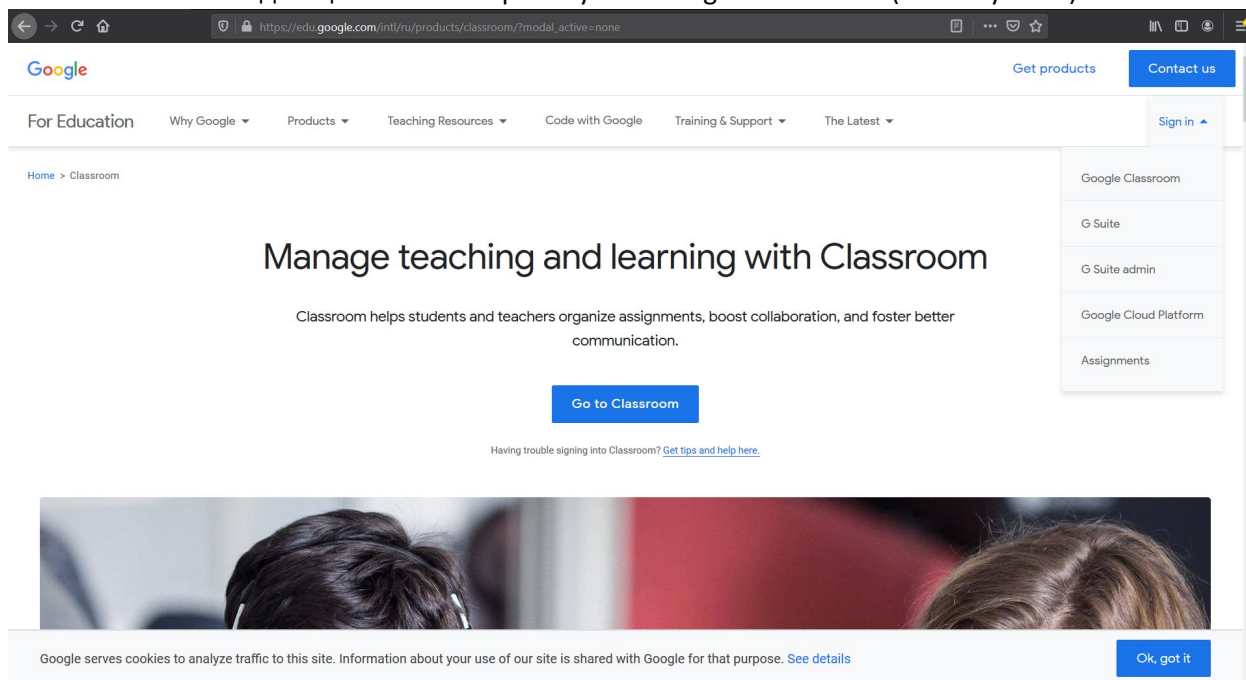 https://edu.google.com/intl/ru/products/classroom/?modal_active=none
Google
Get products
Contact us
For Education
Why Google
Products
Teaching Resources
Code with Google
Training & Support
The Latest
Sign in
Home > Classroom
Google Classroom
G Suite
G Suite admin
Google Cloud Platform
Assignments
Manage teaching and learning with Classroom
Classroom helps students and teachers organize assignments, boost collaboration, and foster better
communication.
Go to Classroom
Having trouble signing into Classroom? Get tips and help here.
Google serves cookies to analyze traffic to this site. Information about your use of our site is shared with Google for that purpose. See details
Ok, got it